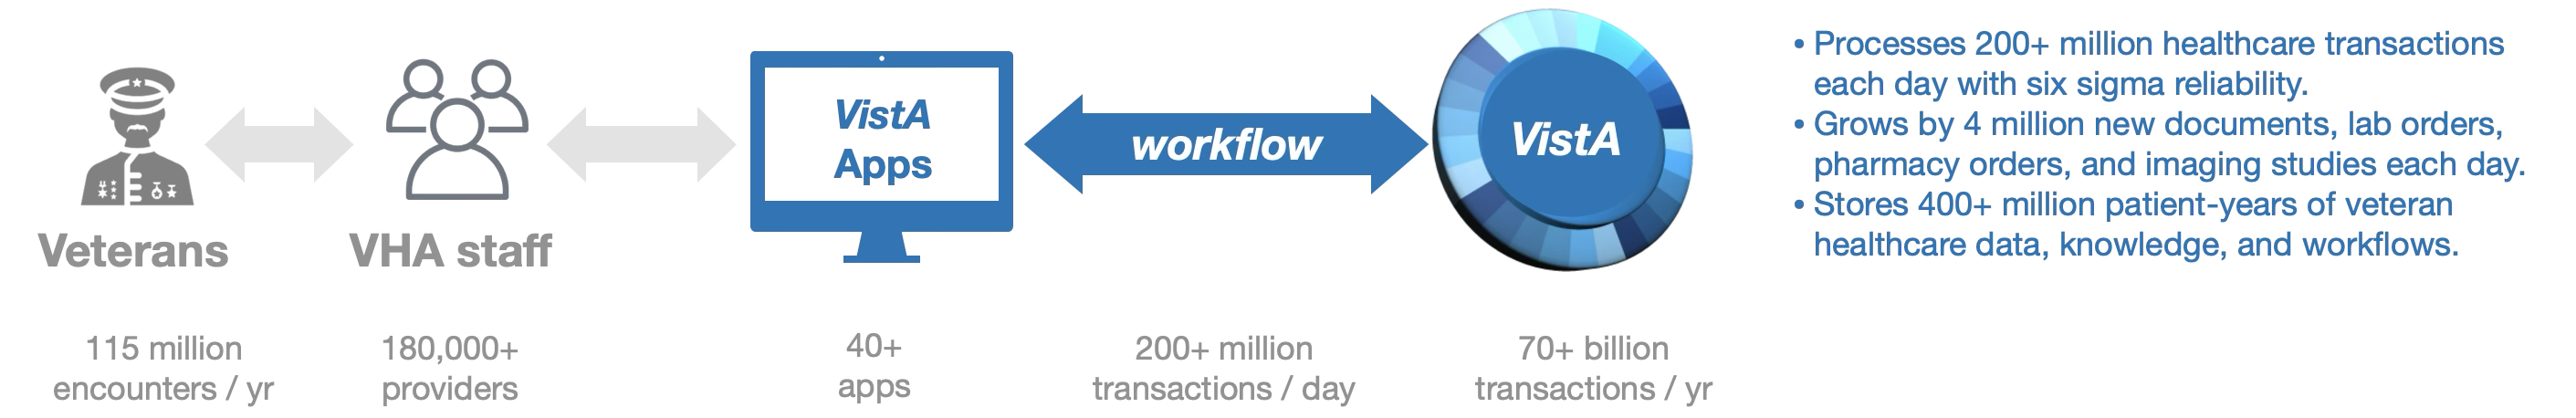 VistA
Apps
workflow
VistA
• Processes 200+ million healthcare transactions
each day with six sigma reliability.
• Grows by 4 million new documents, lab orders,
pharmacy orders, and imaging studies each day.
• Stores 400+ million patient-years of veteran
healthcare data, knowledge, and workflows.
Veterans
VHA staff
115 million
encounters / yr
180,000+
providers
40+
apps
200+ million
transactions / day
70+ billion
transactions / yr